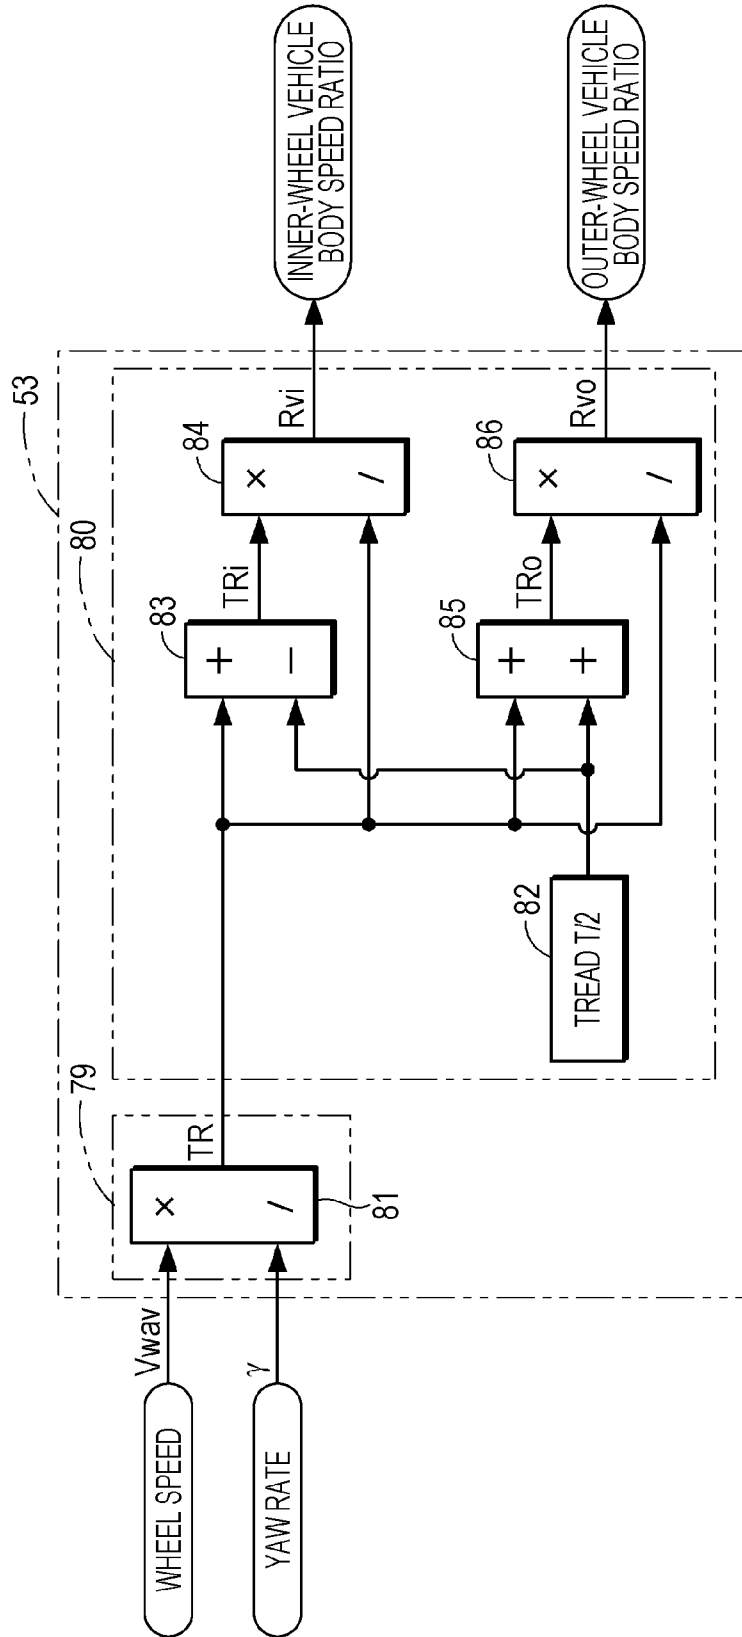 53
80
79
WHEEL SPEED
Vwav
YAW RATE
γ
×
/
81
TR
TREAD T/2
82
+
−
83
TRi
×
/
84
Rvi
INNER-WHEEL VEHICLE
BODY SPEED RATIO
+
+
85
TRo
×
/
86
Rvo
OUTER-WHEEL VEHICLE
BODY SPEED RATIO